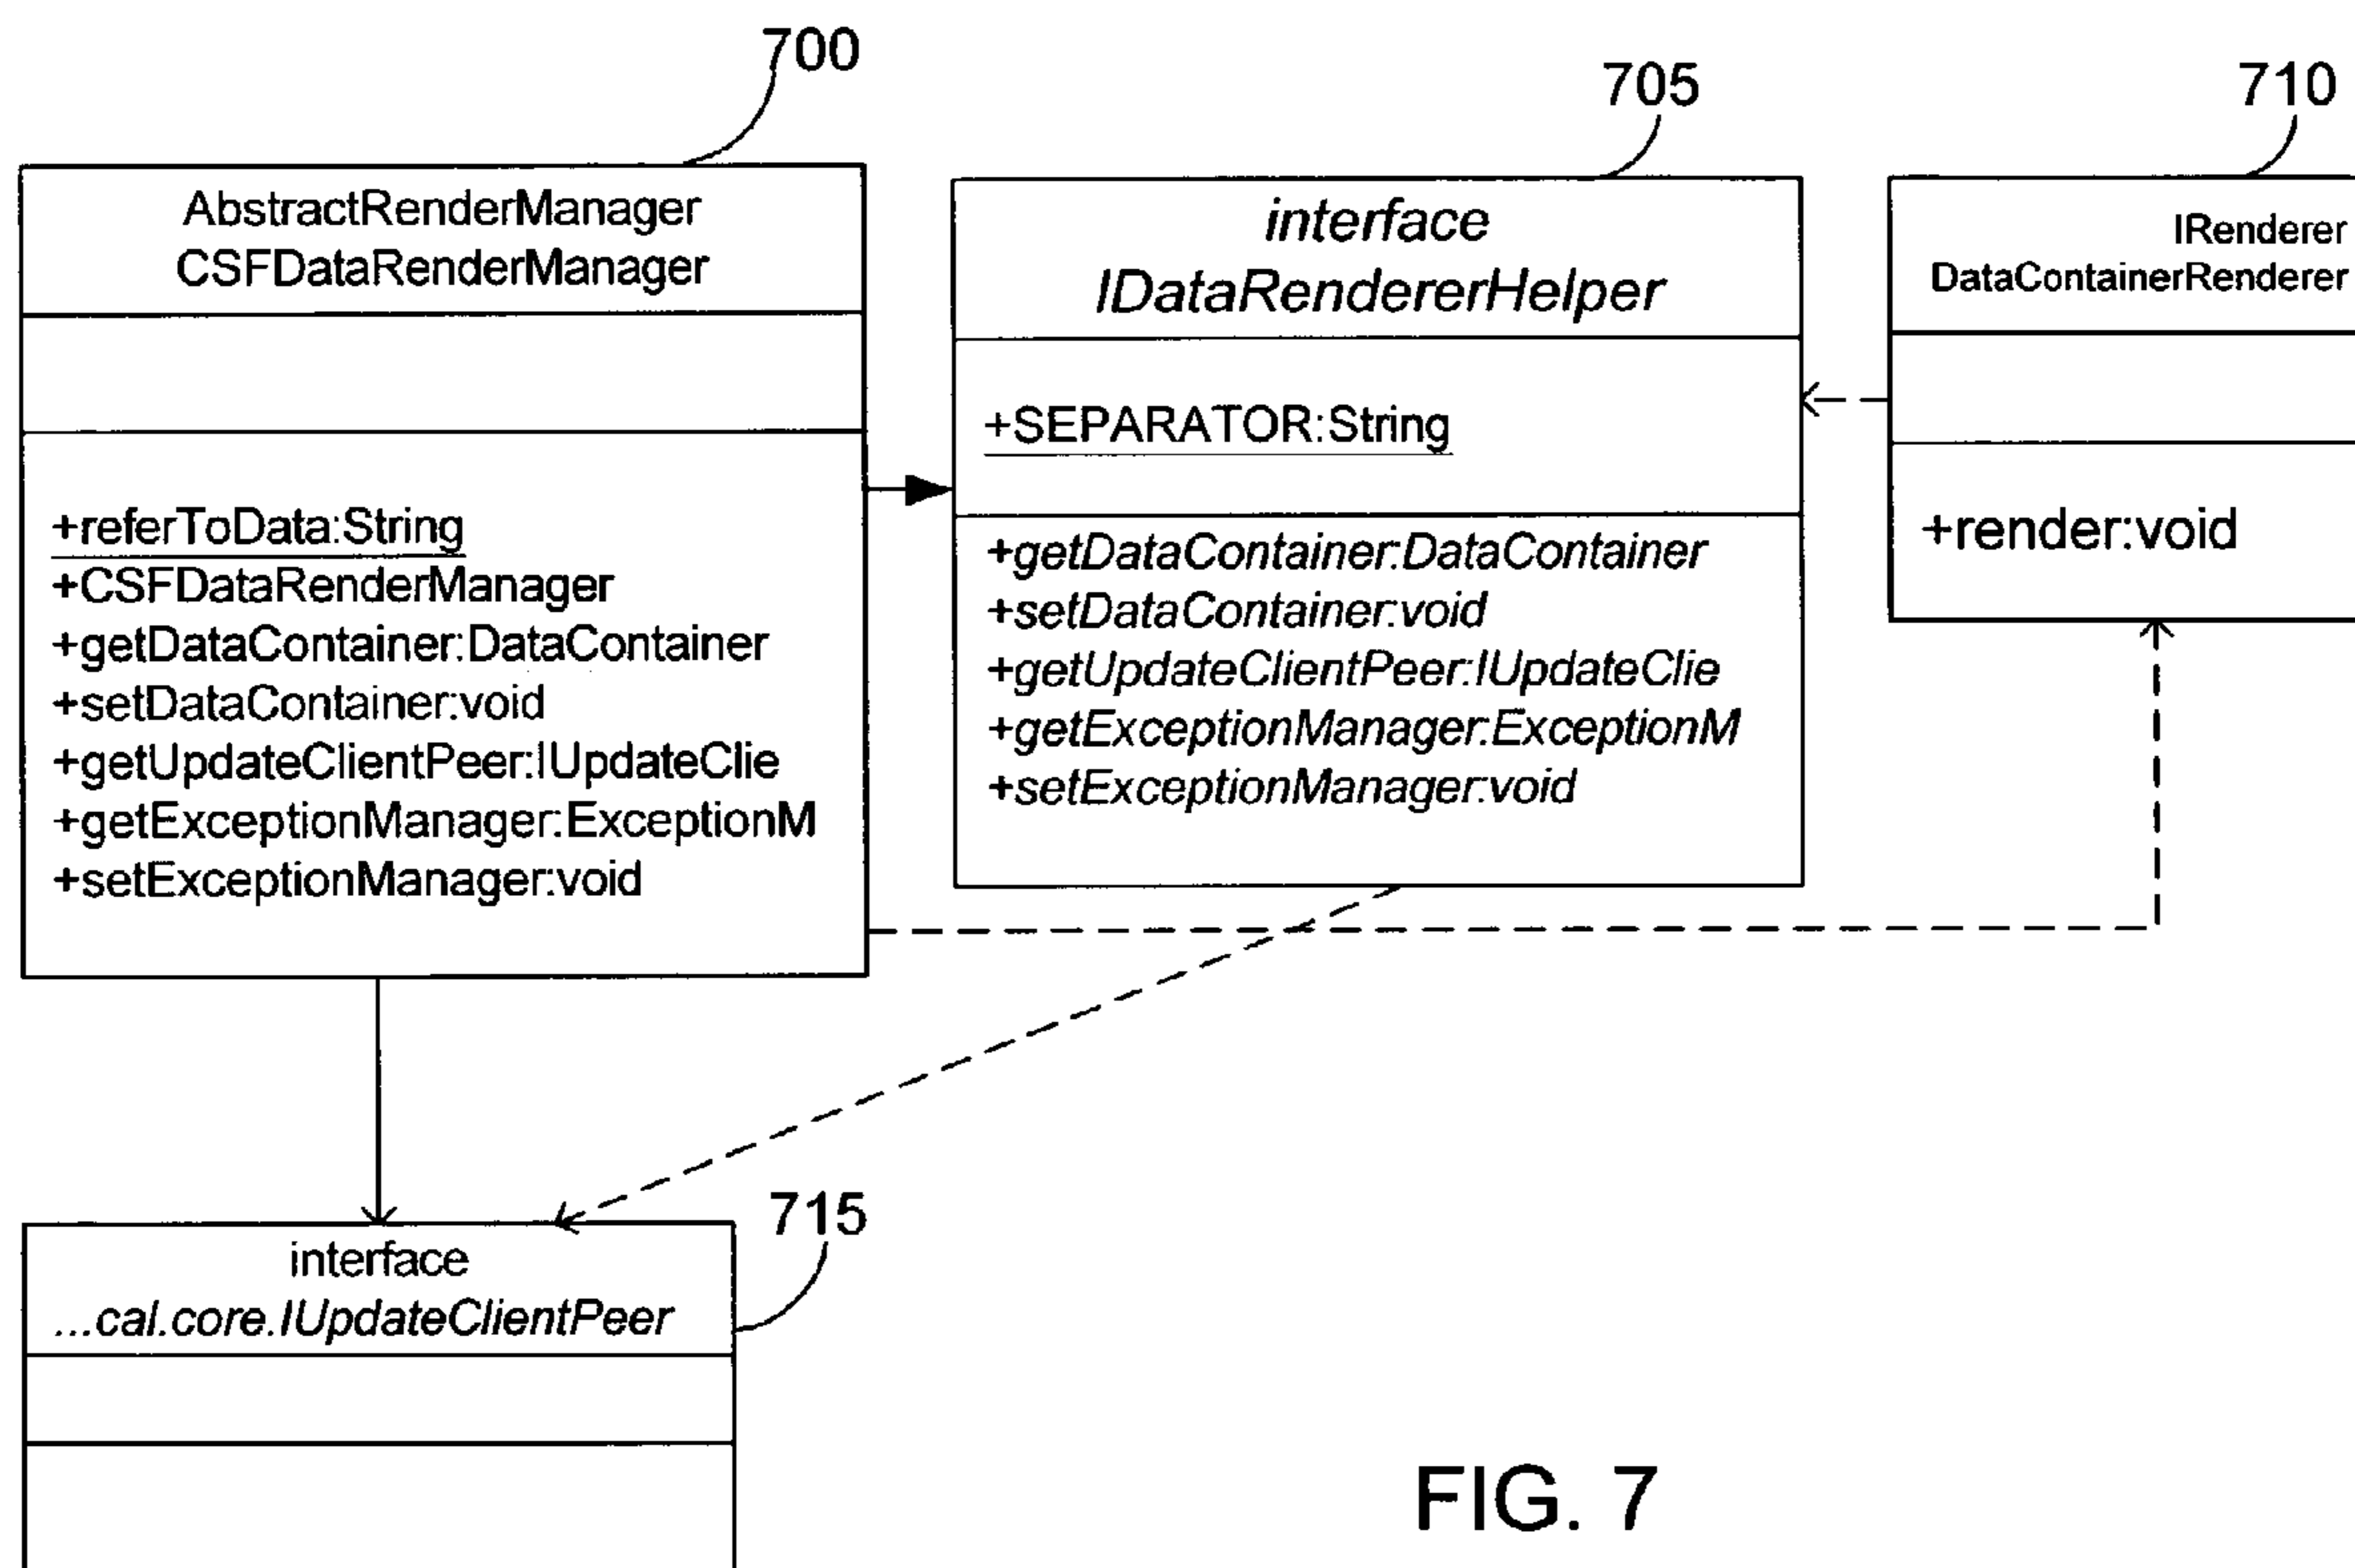 700
705
710
AbstractRenderManager
CSFDataRenderManager
+referToData:String
+CSFDataRenderManager
+getDataContainer:DataContainer
+setDataContainer:void
+getUpdateClientPeer:IUpdateClie
+getExceptionManager:ExceptionM
+setExceptionManager:void
interface
IDataRendererHelper
+SEPARATOR:String
+getDataContainer:DataContainer
+setDataContainer:void
+getUpdateClientPeer:IUpdateClie
+getExceptionManager:ExceptionM
+setExceptionManager:void
IRenderer
DataContainerRenderer
+render:void
715
interface
...cal.core.IUpdateClientPeer
FIG. 7